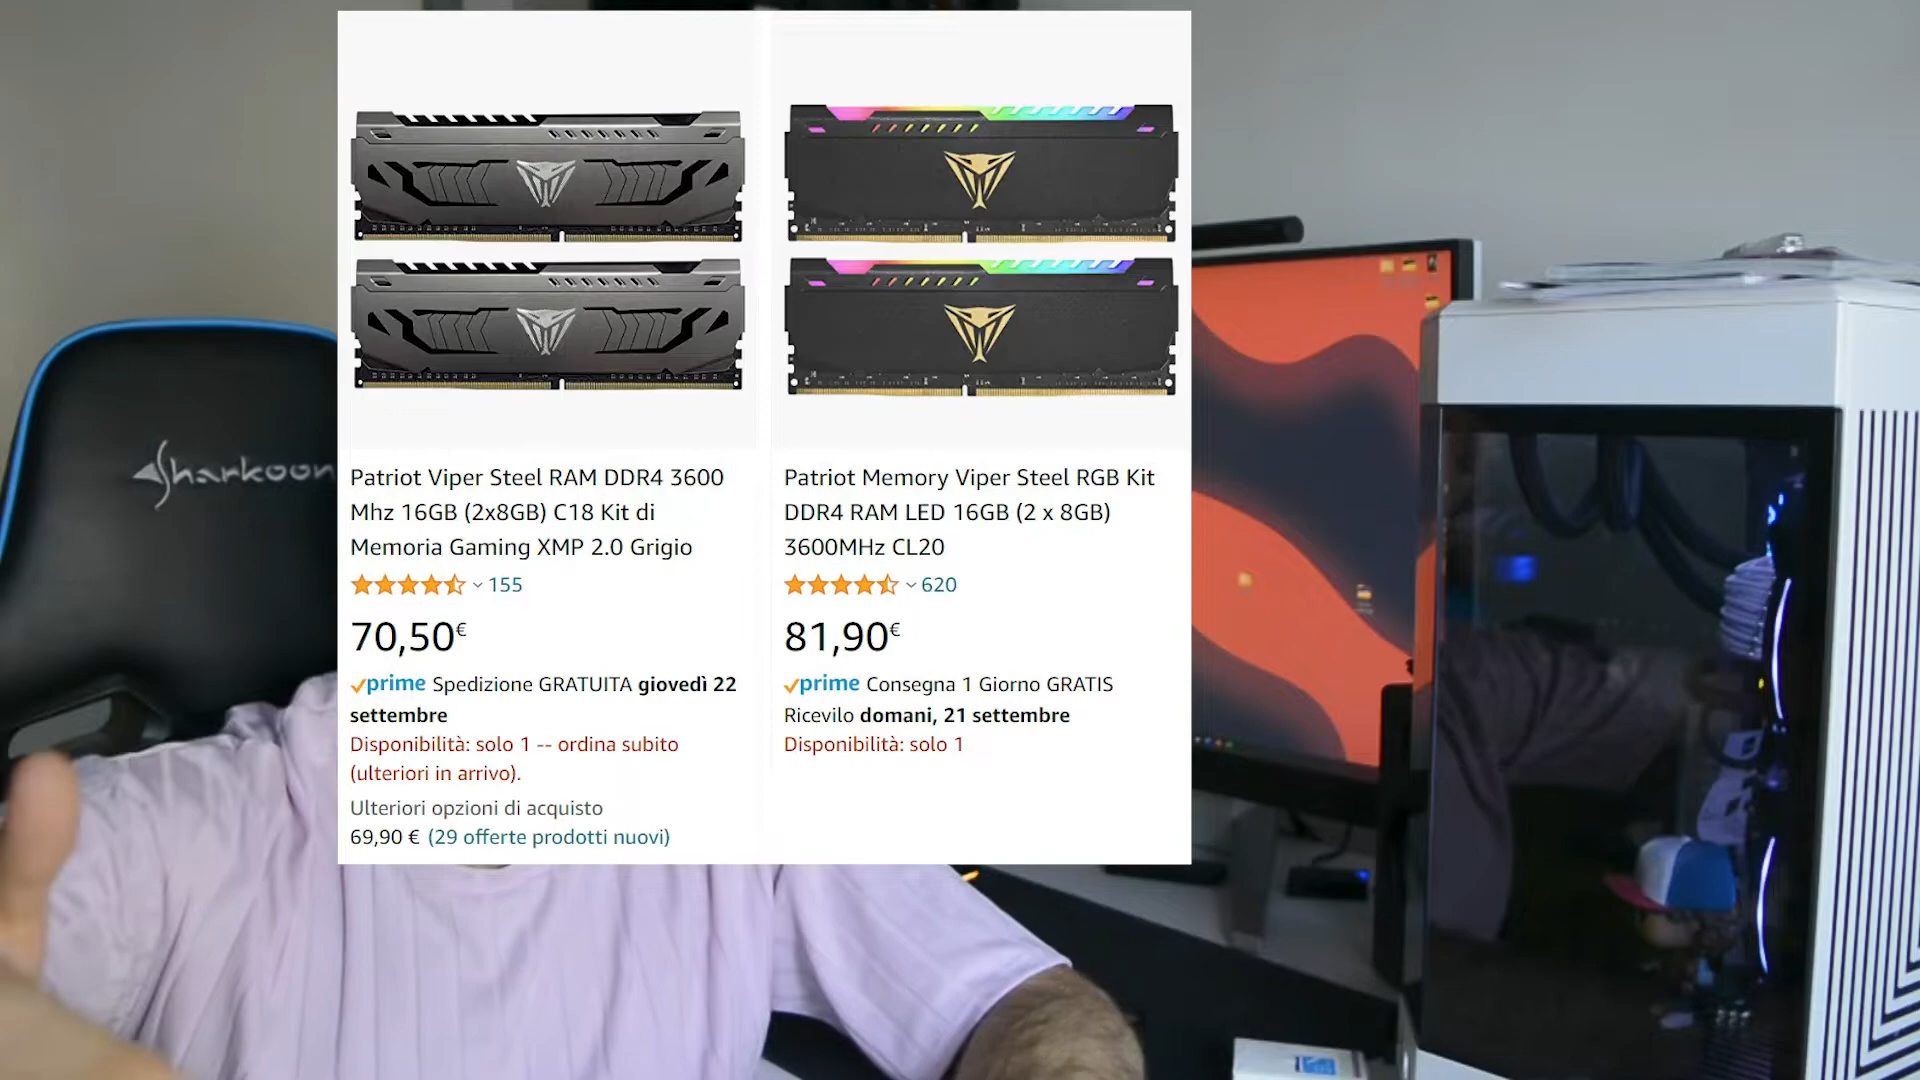 Sharkoon
Patriot Viper Steel RAM DDR4 3600
Mhz 16GB (2x8GB) C18 Kit di
Memoria Gaming XMP 2.0 Grigio
155
70,50€
prime Spedizione GRATUITA giovedì 22
settembre
Disponibilità: solo 1 -- ordina subito
(ulteriori in arrivo).
Ulteriori opzioni di acquisto
69,90 € (29 offerte prodotti nuovi)
Patriot Memory Viper Steel RGB Kit
DDR4 RAM LED 16GB (2 x 8GB)
3600MHz CL20
620
81,90€
prime Consegna 1 Giorno GRATIS
Ricevilo domani, 21 settembre
Disponibilità: solo 1